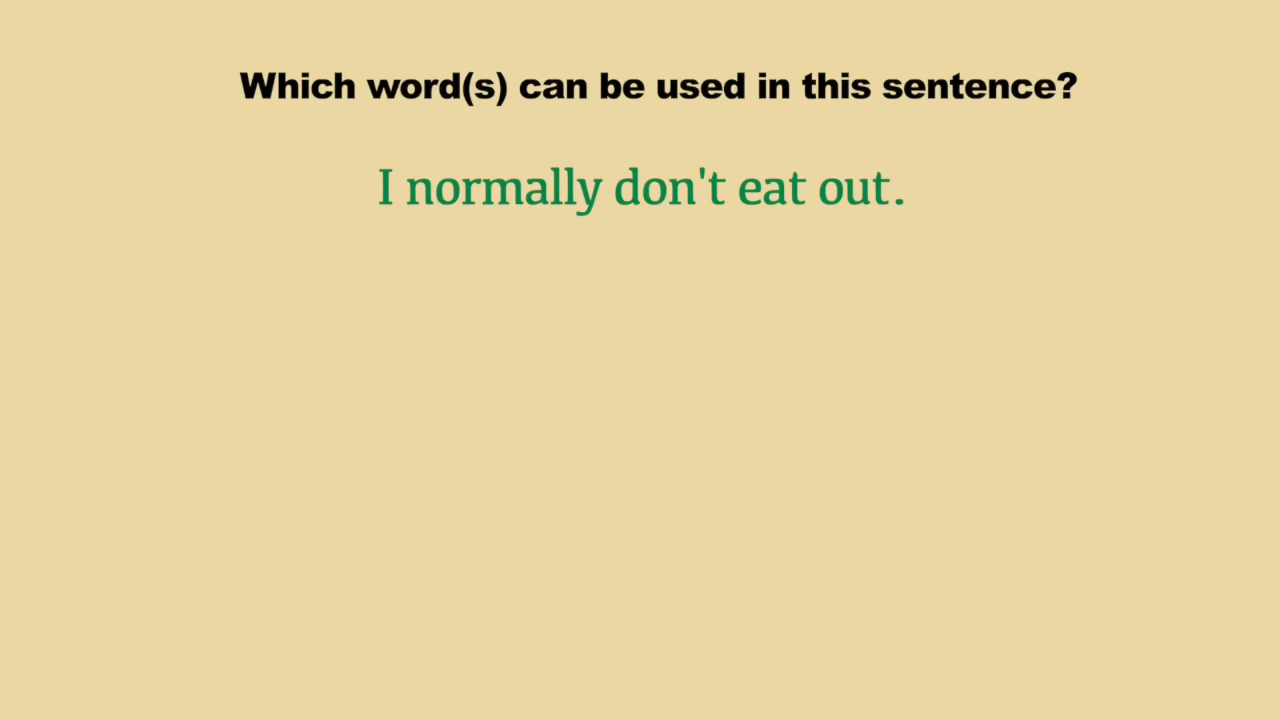 Which word(s) can be used in this sentence?
I normally don't eat out.